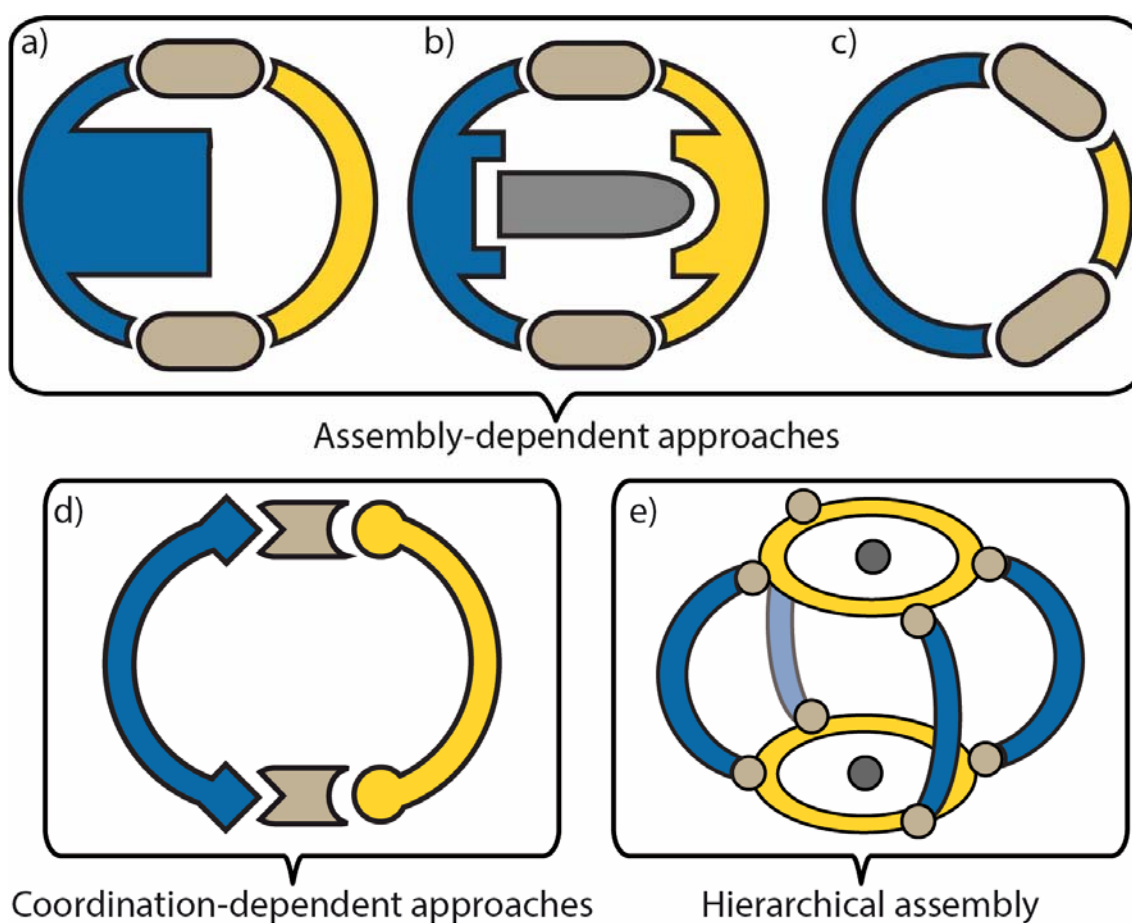 a)
b)
c)
Assembly-dependent approaches
d)
e)
Coordination-dependent approaches
Hierarchical assembly